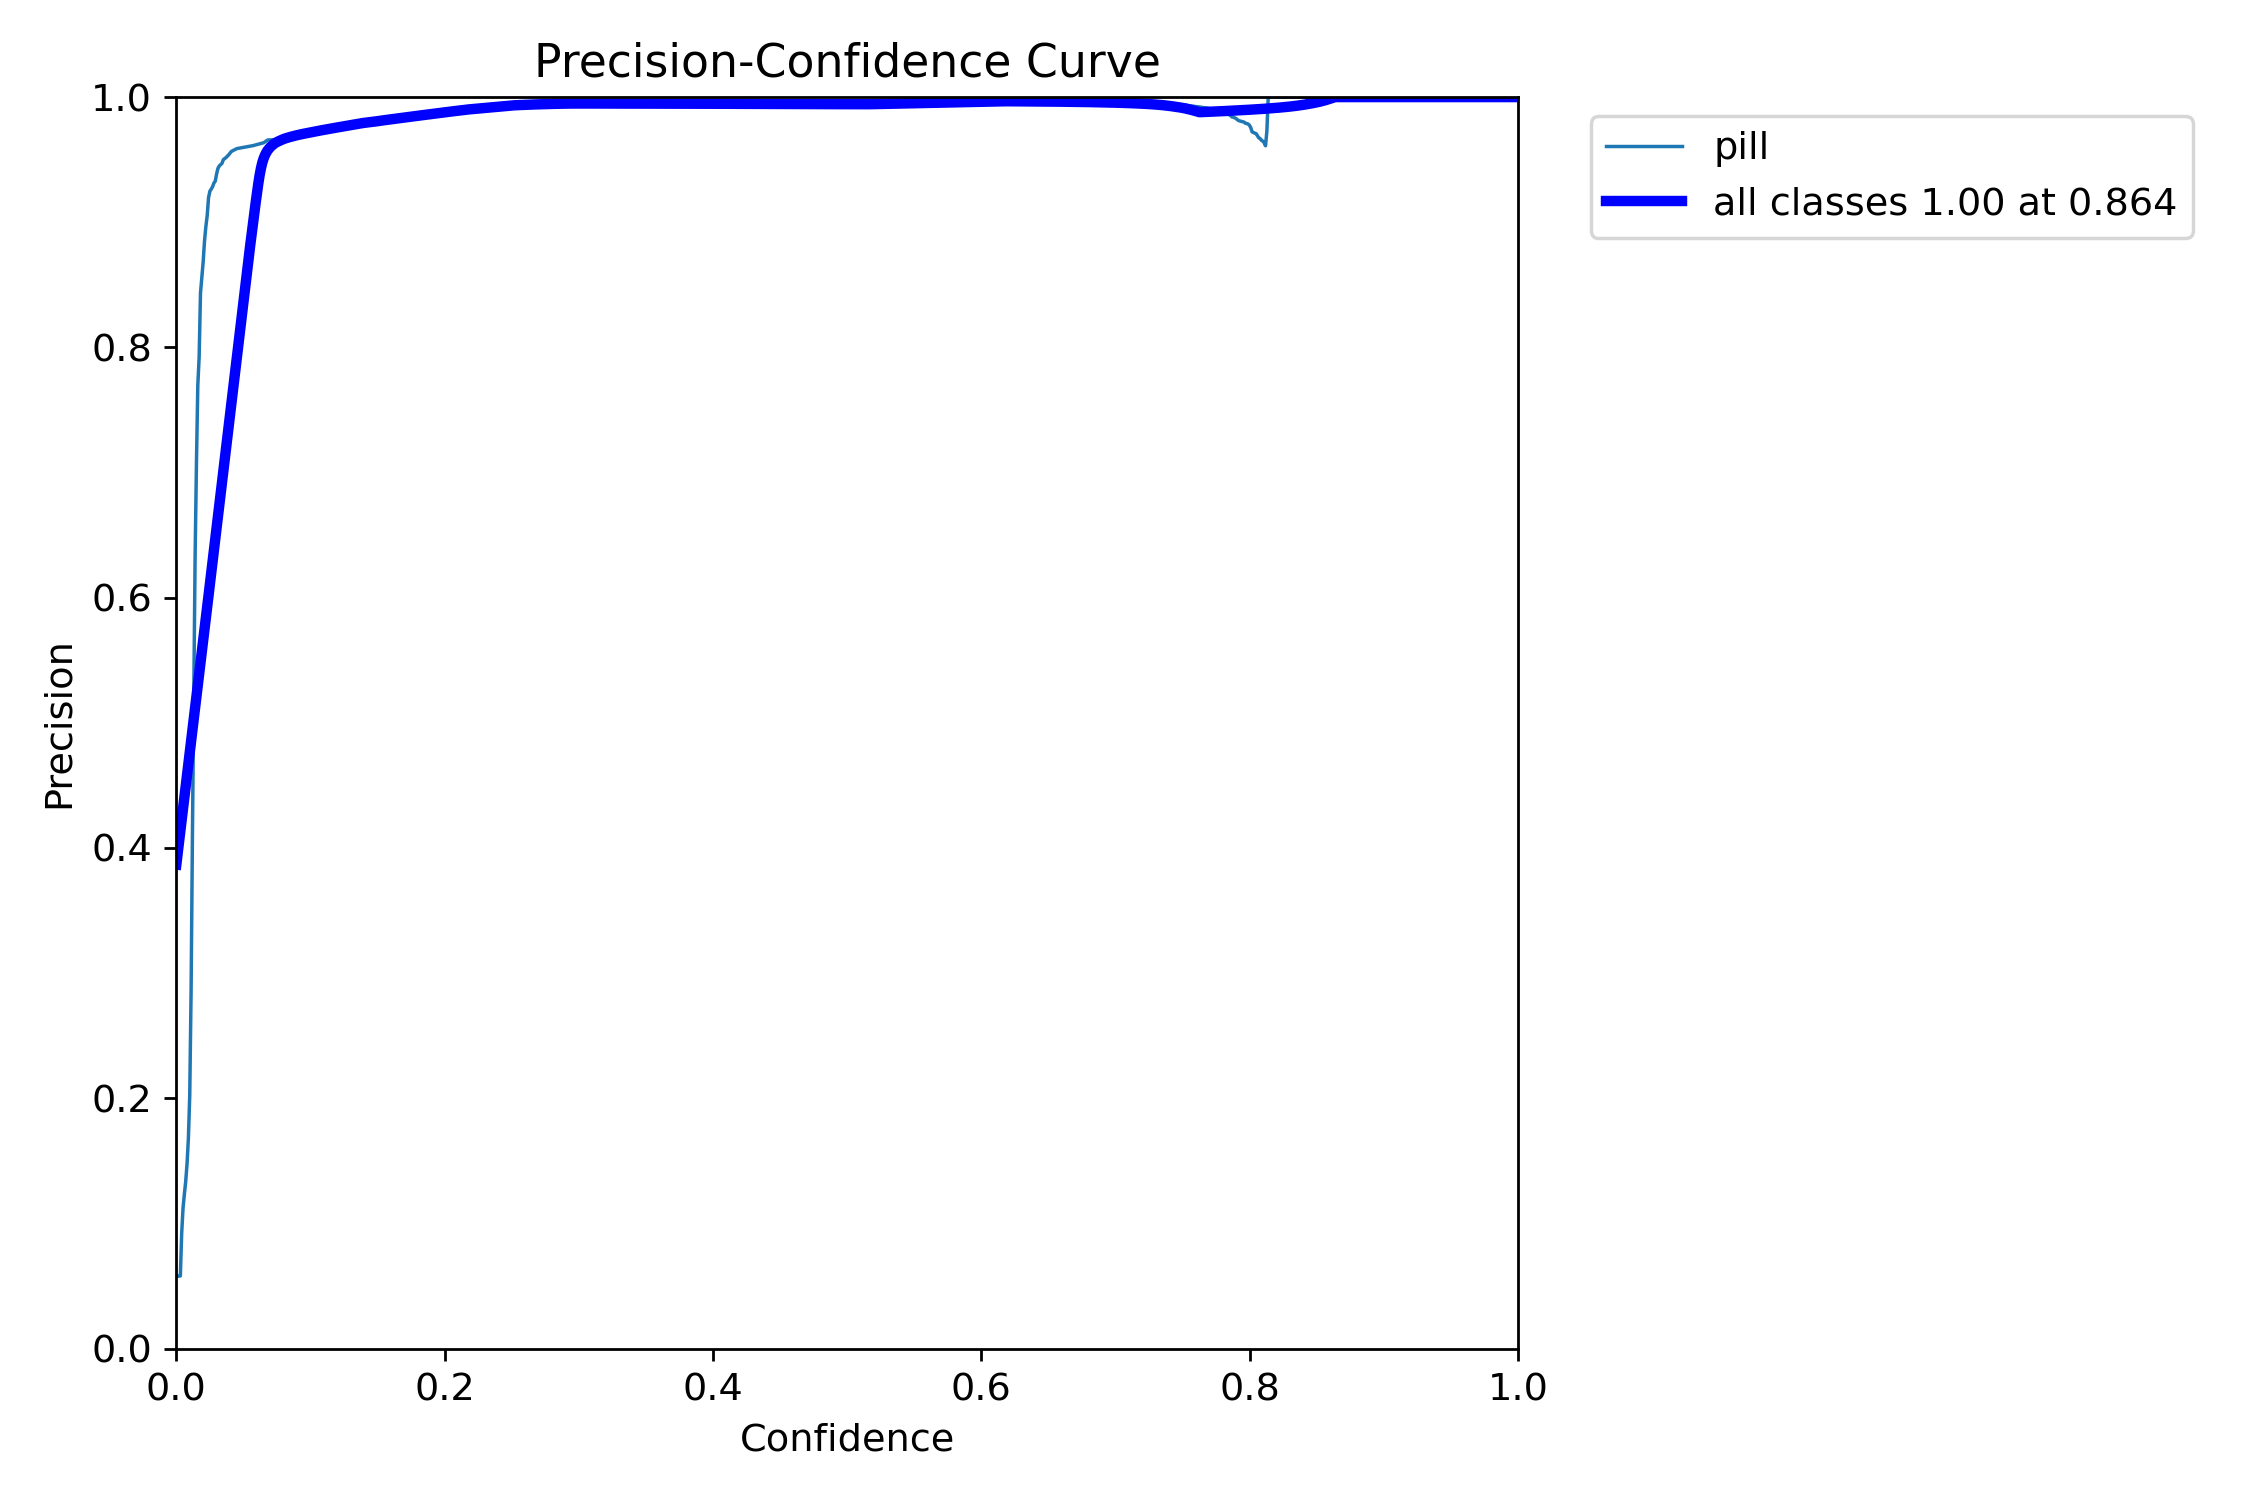 Precision-Confidence Curve
1.0
0.8
0.6
0.4
0.2
0.0
Precision
0.0 0.2 0.4 0.6 0.8 1.0
Confidence
pill
all classes 1.00 at 0.864